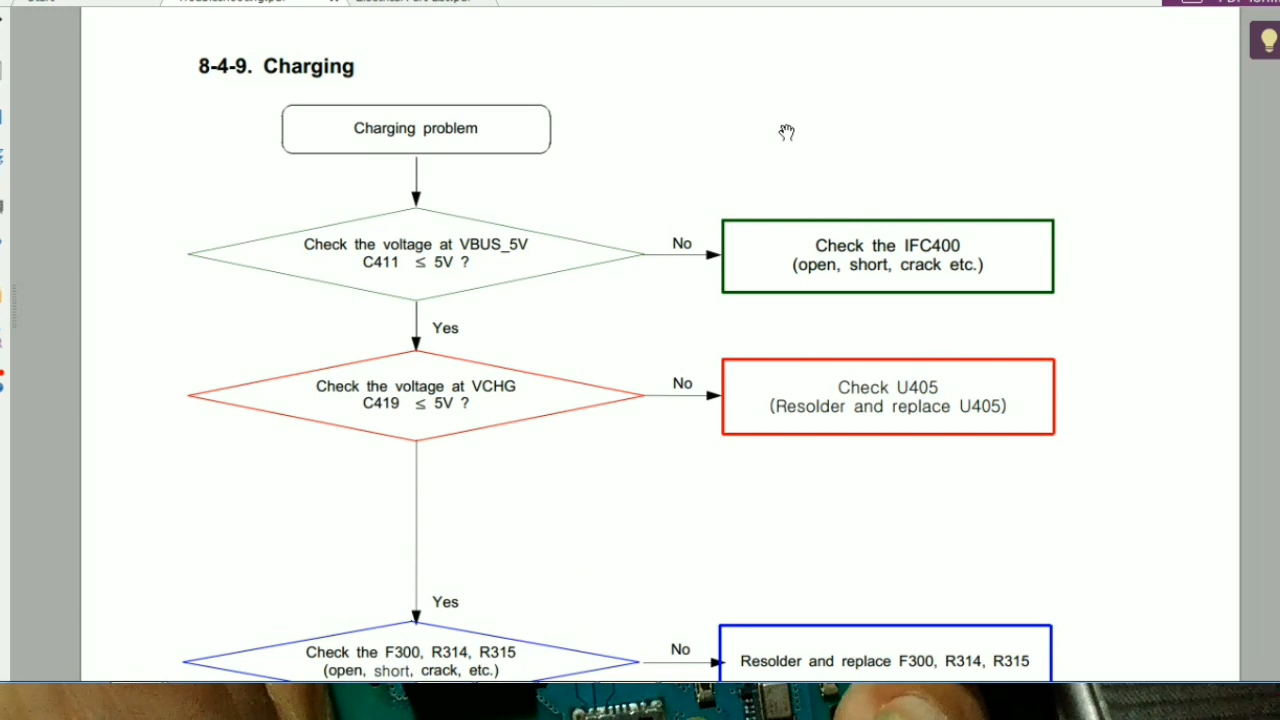 8-4-9. Charging
Charging problem
Check the voltage at VBUS_5V
C411 ≤ 5V ?
No
Check the IFC400
(open, short, crack etc.)
Yes
Check the voltage at VCHG
C419 ≤ 5V ?
No
Check U405
(Resolder and replace U405)
Yes
Check the F300, R314, R315
(open, short, crack, etc.)
No
Resolder and replace F300, R314, R315